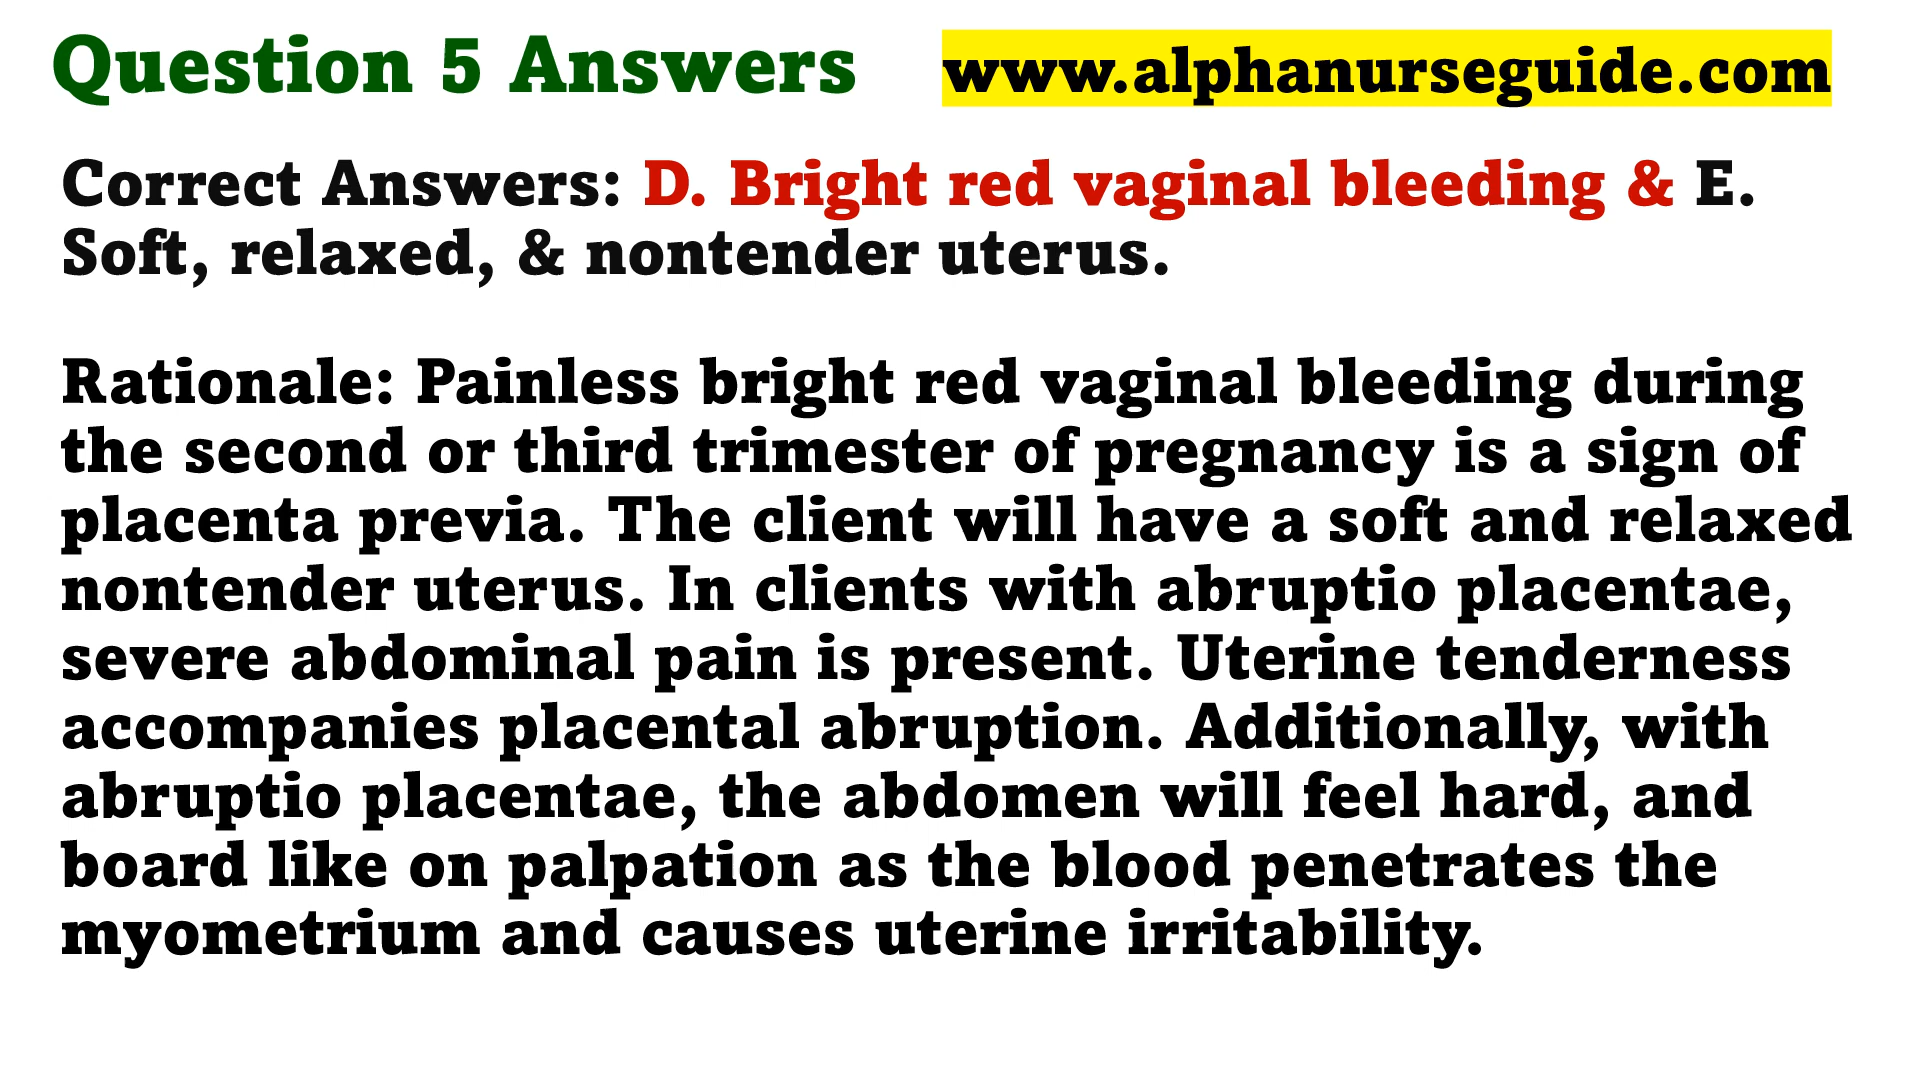 Question 5 Answers www.alphanurseguide.com
Correct Answers: D. Bright red vaginal bleeding & E.
Soft, relaxed, & nontender uterus.
Rationale: Painless bright red vaginal bleeding during
the second or third trimester of pregnancy is a sign of
placenta previa. The client will have a soft and relaxed
nontender uterus. In clients with abruptio placentae,
severe abdominal pain is present. Uterine tenderness
accompanies placental abruption. Additionally, with
abruptio placentae, the abdomen will feel hard, and
board like on palpation as the blood penetrates the
myometrium and causes uterine irritability.